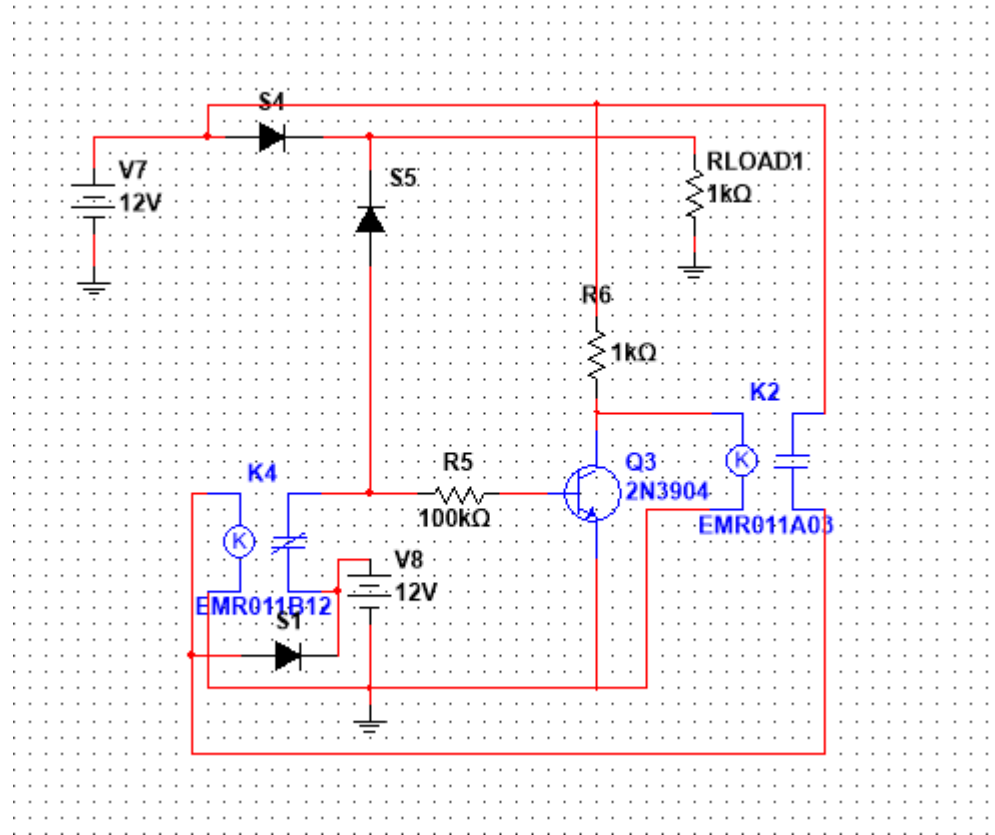 S4
V7
12V
S5
RLOAD1
1kΩ
R6
1kΩ
K2
K
K4
R5
100kΩ
Q3
2N3904
EMR011A03
K
V8
12V
EMR011B12
S1